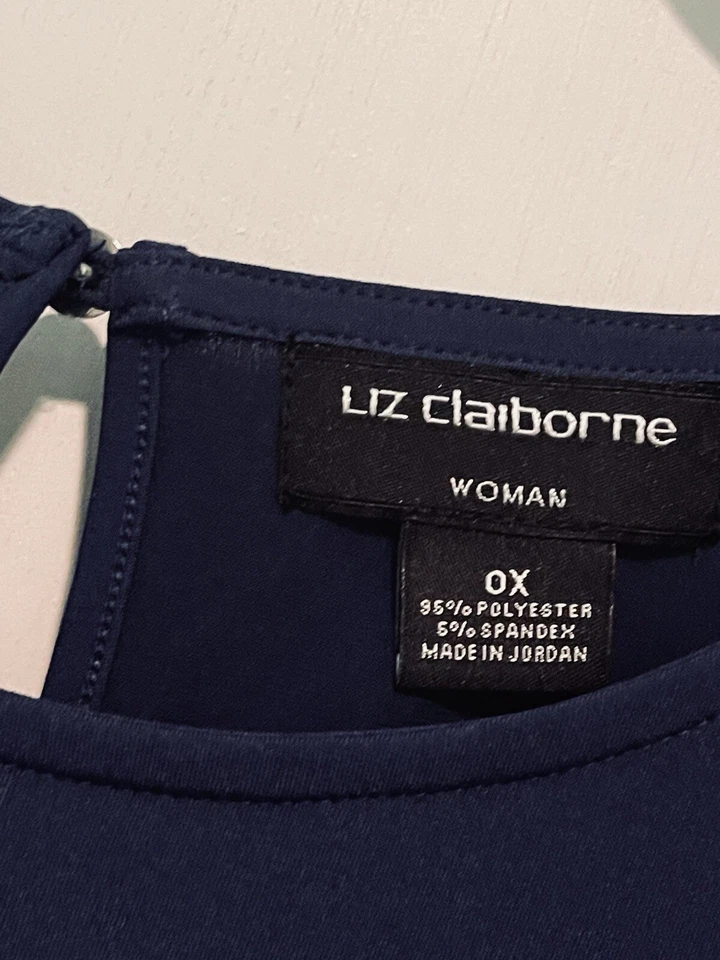 LIZ claiborne
WOMAN
0X
95% POLYESTER
5% SPANDEX
MADE IN JORDAN